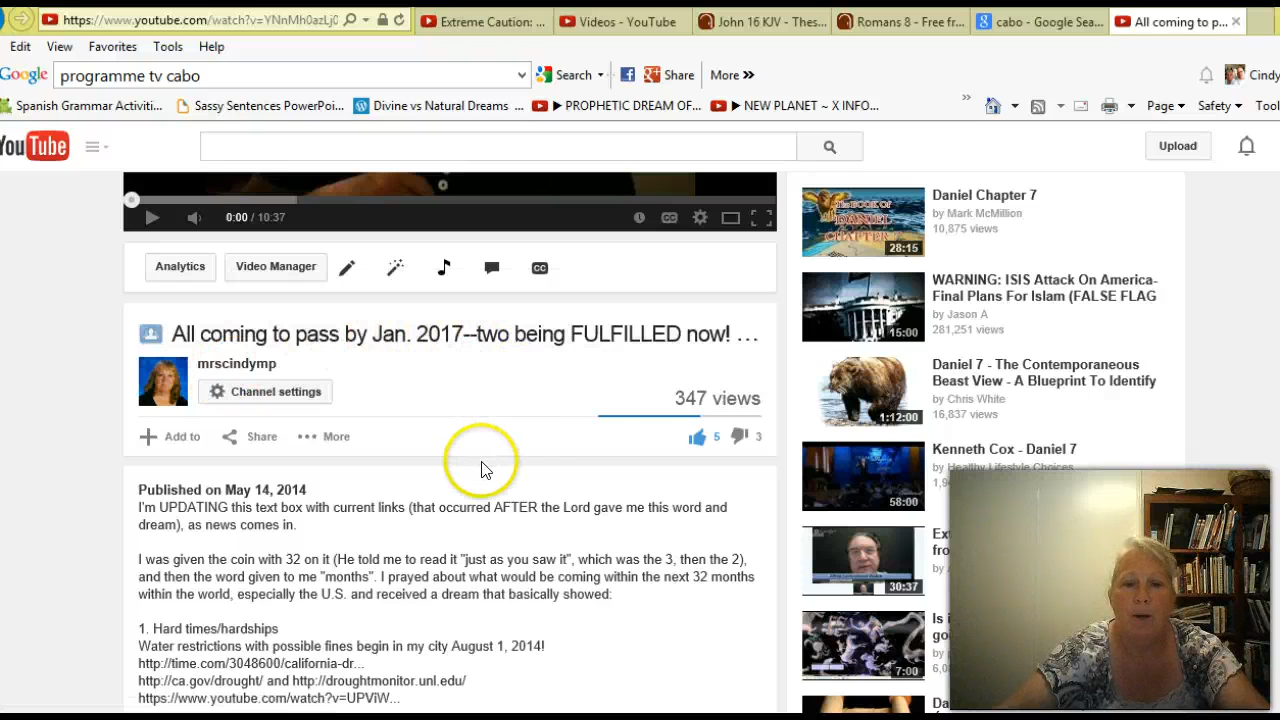 https://www.youtube.com/watch?v=YNnMh0azLj0
Extreme Caution: ...
Videos - YouTube
John 16 KJV - Thes...
Romans 8 - Free fr...
cabo - Google Sea...
All coming to p...
Edit View Favorites Tools Help
Google programme tv cabo Search Share More Cindy
Spanish Grammar Activiti...
Sassy Sentences PowerPoi...
Divine vs Natural Dreams ...
▶ PROPHETIC DREAM OF...
▶ NEW PLANET ~ X INFO...
Page Safety Tool
YouTube
Upload
0:00 / 10:37
Analytics Video Manager
All coming to pass by Jan. 2017--two being FULFILLED now! ...
mrscindymp
Channel settings
347 views
Add to Share More 5 3
Published on May 14, 2014
I'm UPDATING this text box with current links (that occurred AFTER the Lord gave me this word and
dream), as news comes in.
I was given the coin with 32 on it (He told me to read it "just as you saw it", which was the 3, then the 2),
and then the word given to me "months". I prayed about what would be coming within the next 32 months
within the world, especially the U.S. and received a dream that basically showed:
1. Hard times/hardships
Water restrictions with possible fines begin in my city August 1, 2014!
http://time.com/3048600/california-dr...
http://ca.gov/drought/ and http://droughtmonitor.unl.edu/
https://www.youtube.com/watch?v=UPViW...
THE BOOK OF
DANIEL
CHAPTER 7
28:15
Daniel Chapter 7
by Mark McMillion
10,875 views
15:00
WARNING: ISIS Attack On America-
Final Plans For Islam (FALSE FLAG
by Jason A
281,251 views
1:12:00
Daniel 7 - The Contemporaneous
Beast View - A Blueprint To Identify
by Chris White
16,837 views
58:00
Kenneth Cox - Daniel 7
by Healthy Lifestyle Choices
30:37
7:00